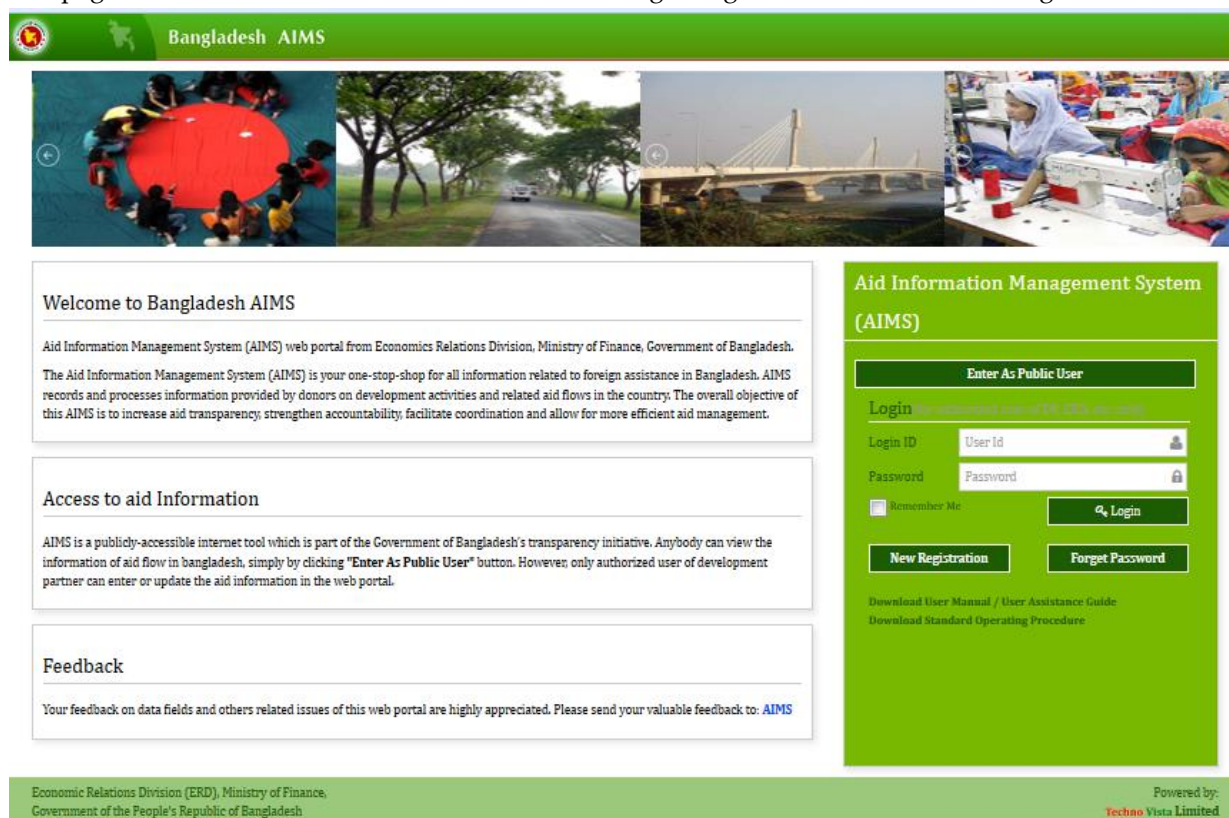 Bangladesh AIMS
Welcome to Bangladesh AIMS
Aid Information Management System (AIMS) web portal from Economics Relations Division, Ministry of Finance, Government of Bangladesh.
The Aid Information Management System (AIMS) is your one-stop-shop for all information related to foreign assistance in Bangladesh. AIMS
records and processes information provided by donors on development activities and related aid flows in the country. The overall objective of
this AIMS is to increase aid transparency, strengthen accountability, facilitate coordination and allow for more efficient aid management.
Access to aid Information
AIMS is a publicly-accessible internet tool which is part of the Government of Bangladesh's transparency initiative. Anybody can view the
information of aid flow in bangladesh, simply by clicking "Enter As Public User" button. However, only authorized user of development
partner can enter or update the aid information in the web portal.
Feedback
Your feedback on data fields and others related issues of this web portal are highly appreciated. Please send your valuable feedback to: AIMS
Aid Information Management System
(AIMS)
Enter As Public User
Login
Login ID User Id
Password Password
Remember Me Login
New Registration Forget Password
Download User Manual / User Assistance Guide
Download Standard Operating Procedure
Economic Relations Division (ERD), Ministry of Finance,
Government of the People's Republic of Bangladesh
Powered by:
Techno Vista Limited